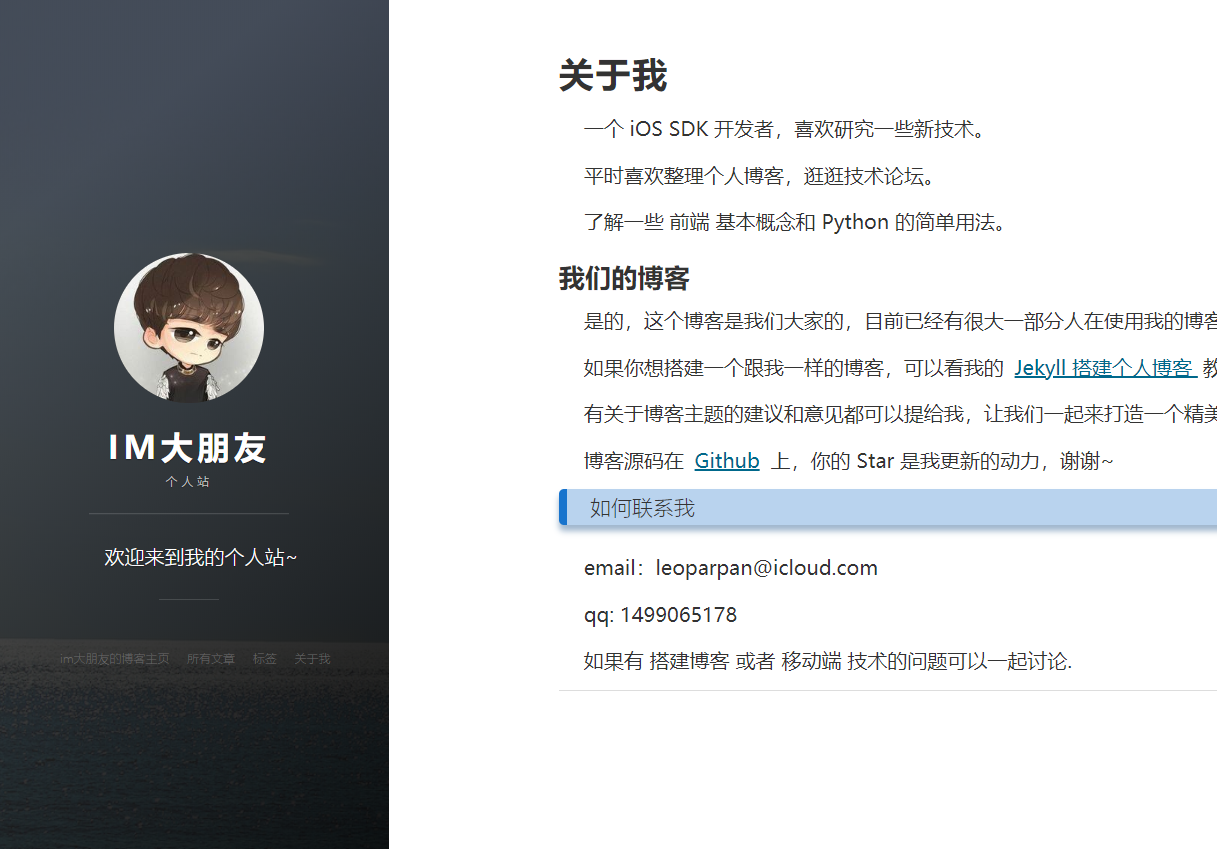 IM大朋友
个人站
欢迎来到我的个人站~
im大朋友的博客主页 所有文章 标签 关于我
关于我
一个 iOS SDK 开发者，喜欢研究一些新技术。
平时喜欢整理个人博客，逛逛技术论坛。
了解一些 前端 基本概念和 Python 的简单用法。
我们的博客
是的，这个博客是我们大家的，目前已经有很大一部分人在使用我的博客
如果你想搭建一个跟我一样的博客，可以看我的 Jekyll 搭建个人博客 教
有关于博客主题的建议和意见都可以提给我，让我们一起来打造一个精美
博客源码在 Github 上，你的 Star 是我更新的动力，谢谢~
如何联系我
email：leoparpan@icloud.com
qq: 1499065178
如果有 搭建博客 或者 移动端 技术的问题可以一起讨论.